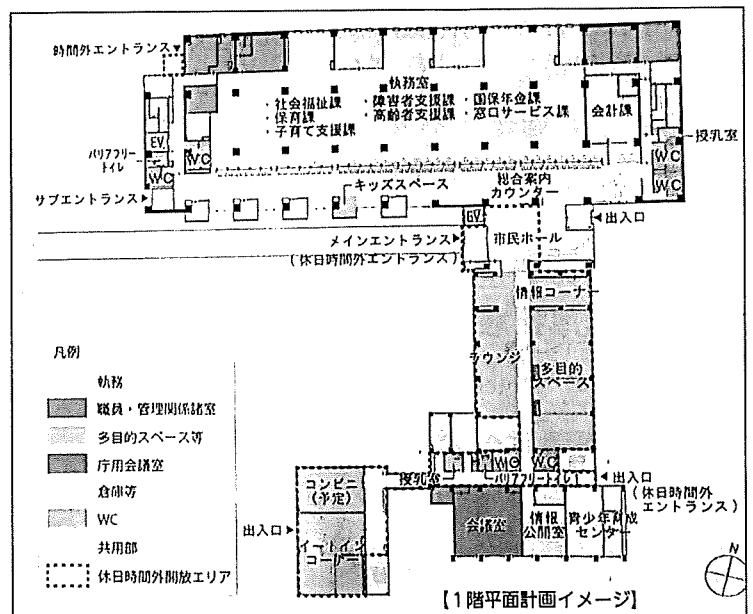 時間外エントランス
執務室
・社会福祉課 ・障害者支援課 ・国保年金課
・保育課 ・高齢者支援課 ・窓口サービス課
・子育て支援課
会計課
EV
バリアフリー
トイレ
WC
サブエントランス
WC
授乳室
WC
WC
キッズスペース
総合案内
カウンター
EV
出入口
メインエントランス
(休日時間外エントランス)
市民ホール
情報コーナー
ラウンジ
多目的
スペース
凡例
執務
職員・管理関係諸室
多目的スペース等
庁用会議室
倉庫等
WC
共用部
休日時間外開放エリア
授乳室
WC
WC
バリアフリートイレ
出入口
(休日時間外
エントランス)
コンビニ
(予定)
出入口
イートイン
コーナー
会議室
情報
公開室
青少年育成
センター
N
【1階平面計画イメージ】